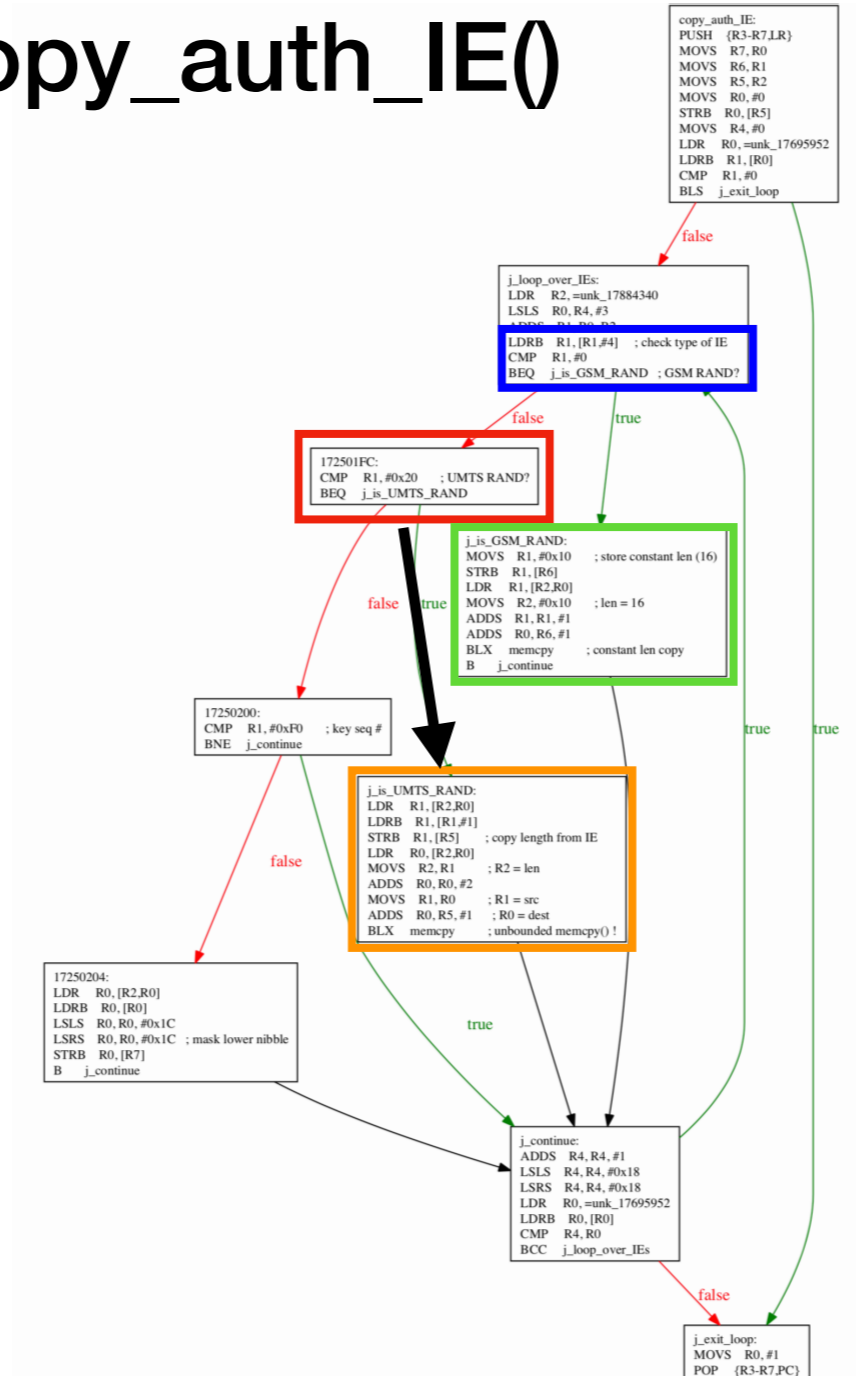 opy_auth_IE()
copy_auth_IE:
PUSH {R3-R7,LR}
MOVS R7, R0
MOVS R6, R1
MOVS R5, R2
MOVS R0, #0
STRB R0, [R5]
MOVS R4, #0
LDR R0, =unk_17695952
LDRB R1, [R0]
CMP R1, #0
BLS j_exit_loop
false
j_loop_over_IEs:
LDR R2, =unk_17884340
LSLS R0, R4, #3
ADDS R1, R0, R2
LDRB R1, [R1,#4] ; check type of IE
CMP R1, #0
BEQ j_is_GSM_RAND ; GSM RAND?
false
true
172501FC:
CMP R1, #0x20 ; UMTS RAND?
BEQ j_is_UMTS_RAND
j_is_GSM_RAND:
MOVS R1, #0x10 ; store constant len (16)
STRB R1, [R6]
LDR R1, [R2,R0]
MOVS R2, #0x10 ; len = 16
ADDS R1, R1, #1
ADDS R0, R6, #1
BLX memcpy ; constant len copy
B j_continue
false
true
17250200:
CMP R1, #0xF0 ; key seq #
BNE j_continue
true
true
j_is_UMTS_RAND:
LDR R1, [R2,R0]
LDRB R1, [R1,#1]
STRB R1, [R5] ; copy length from IE
LDR R0, [R2,R0]
MOVS R2, R1 ; R2 = len
ADDS R0, R0, #2
MOVS R1, R0 ; R1 = src
ADDS R0, R5, #1 ; R0 = dest
BLX memcpy ; unbounded memcpy() !
false
17250204:
LDR R0, [R2,R0]
LDRB R0, [R0]
LSLS R0, R0, #0x1C
LSRS R0, R0, #0x1C ; mask lower nibble
STRB R0, [R7]
B j_continue
true
j_continue:
ADDS R4, R4, #1
LSLS R4, R4, #0x18
LSRS R4, R4, #0x18
LDR R0, =unk_17695952
LDRB R0, [R0]
CMP R4, R0
BCC j_loop_over_IEs
false
j_exit_loop:
MOVS R0, #1
POP {R3-R7,PC}